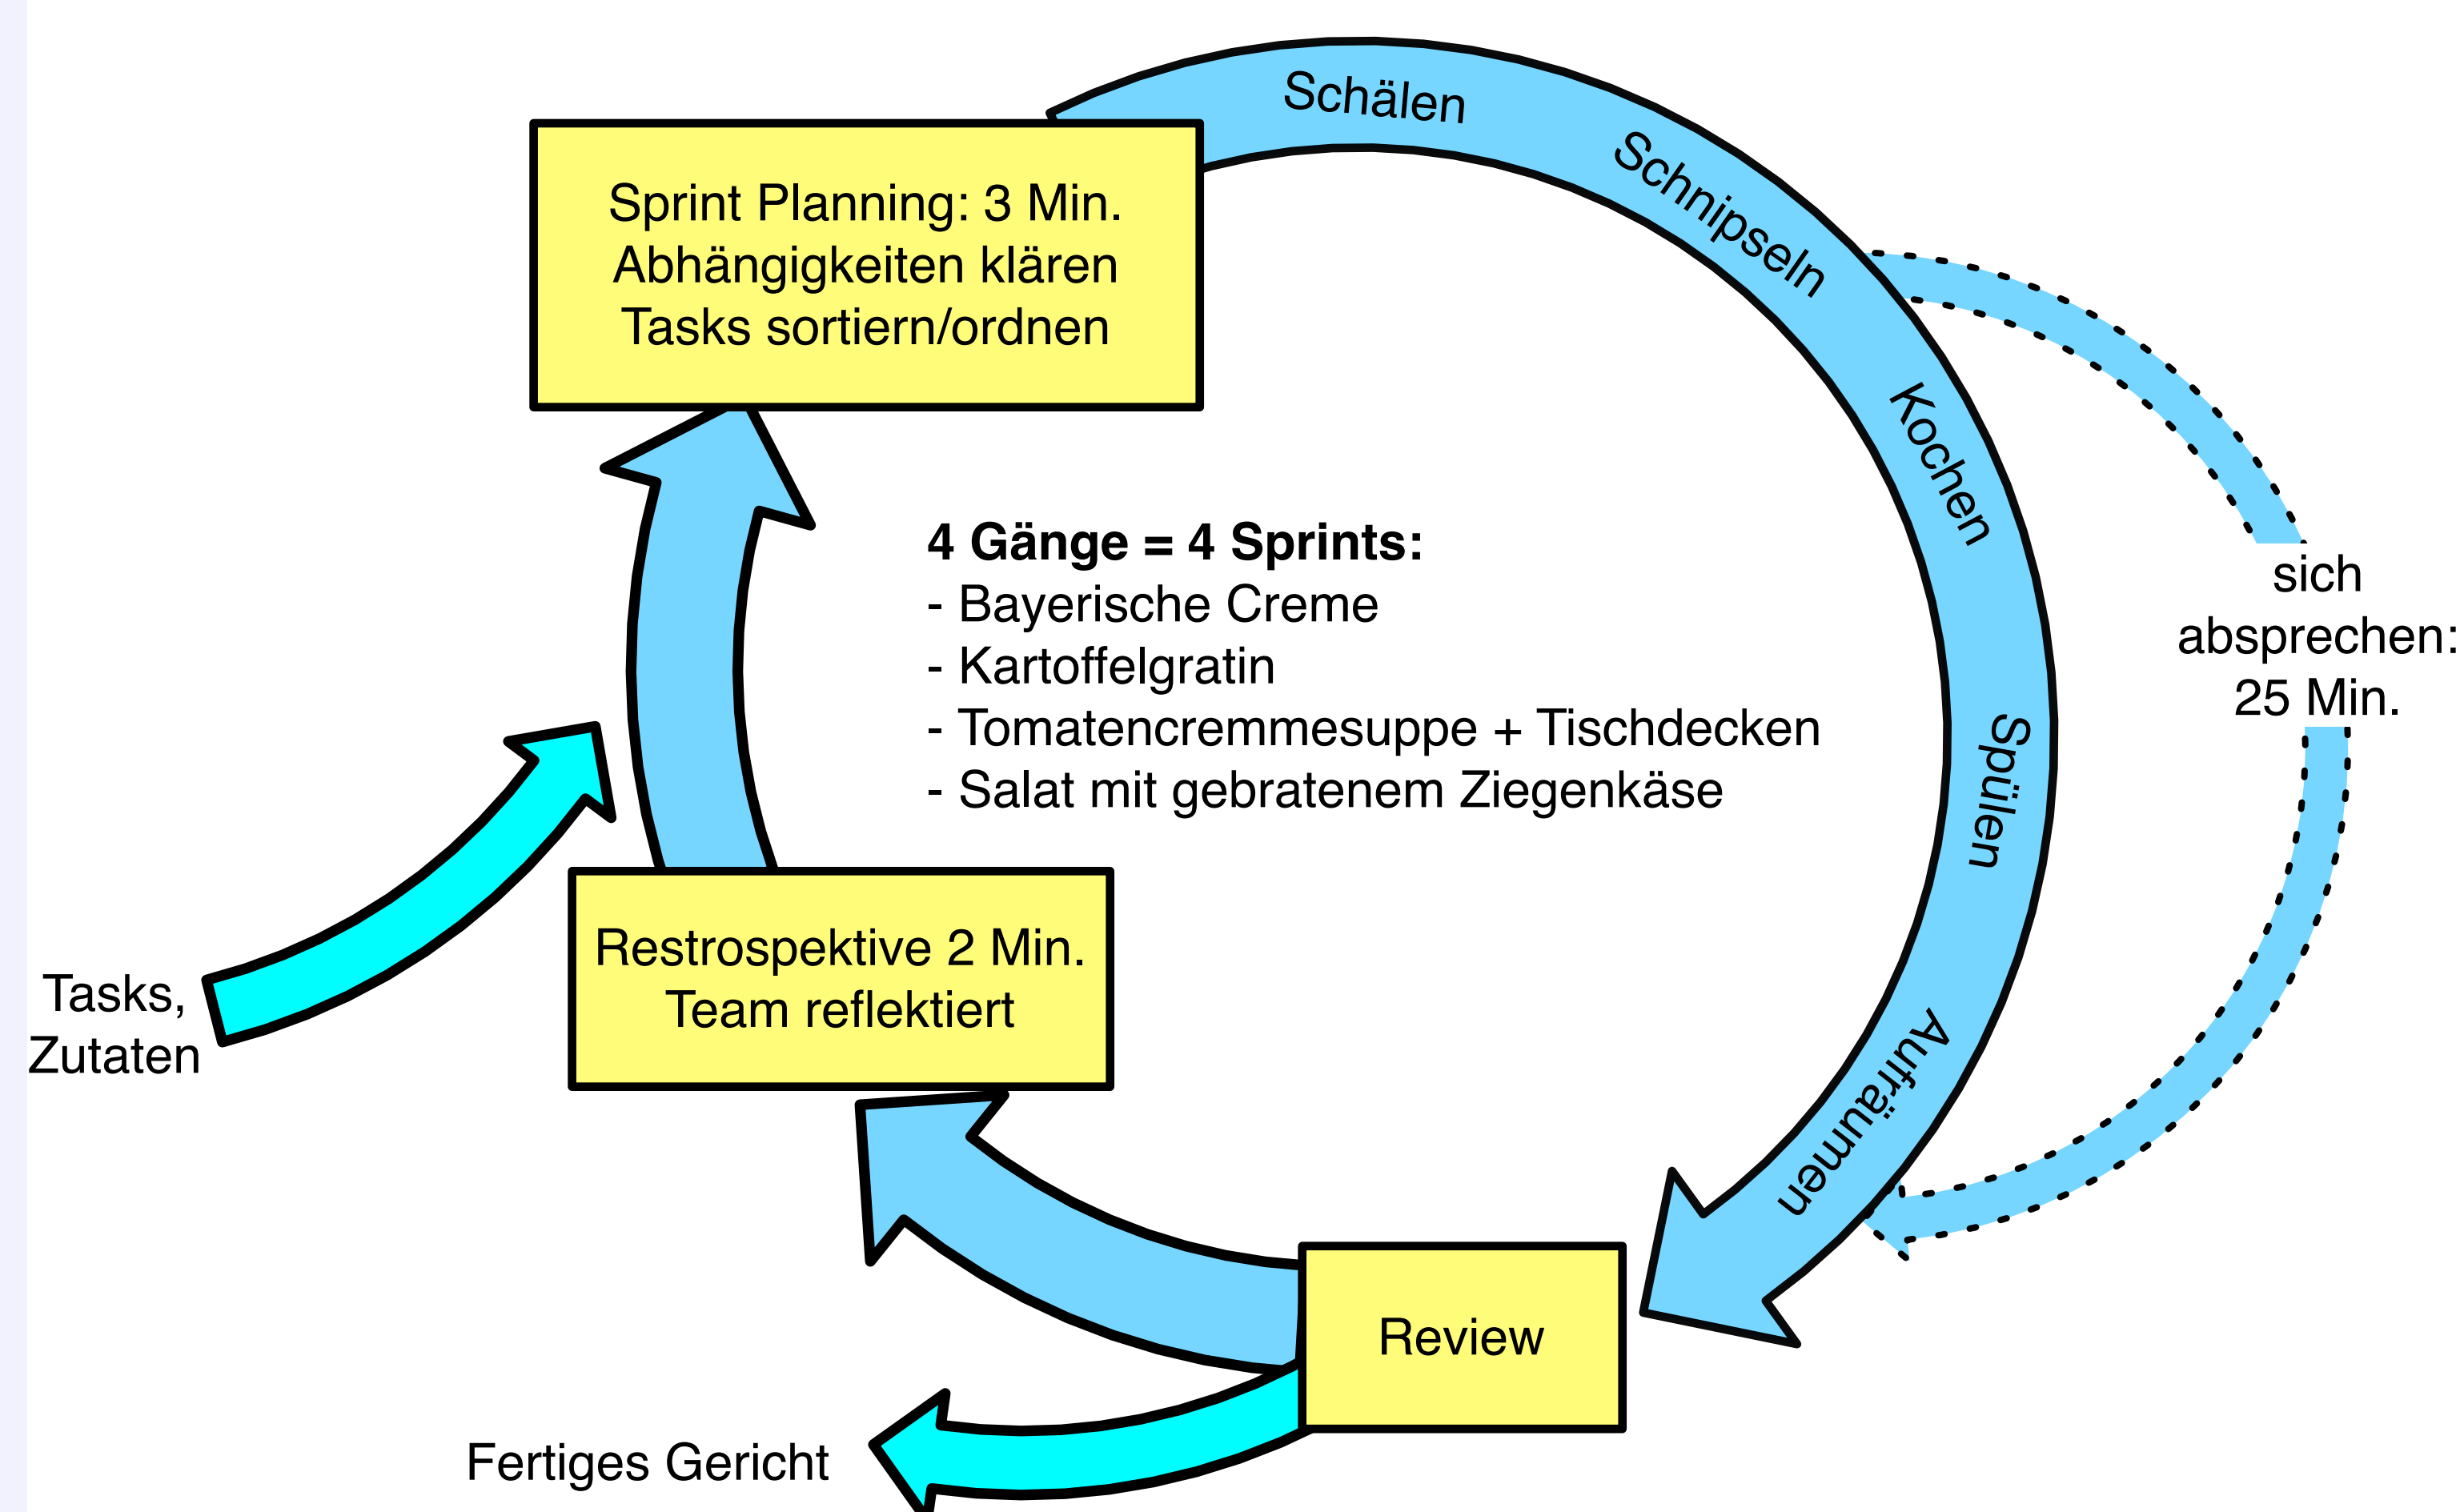 Schälen
Schnipseln
Kochen
Spülen
Aufräumen
Sprint Planning: 3 Min.
Abhängigkeiten klären
Tasks sortiern/ordnen
sich
absprechen:
25 Min.
4 Gänge = 4 Sprints:
- Bayerische Creme
- Kartoffelgratin
- Tomatencremmesuppe + Tischdecken
- Salat mit gebratenem Ziegenkäse
Restrospektive 2 Min.
Team reflektiert
Tasks,
Zutaten
Review
Fertiges Gericht